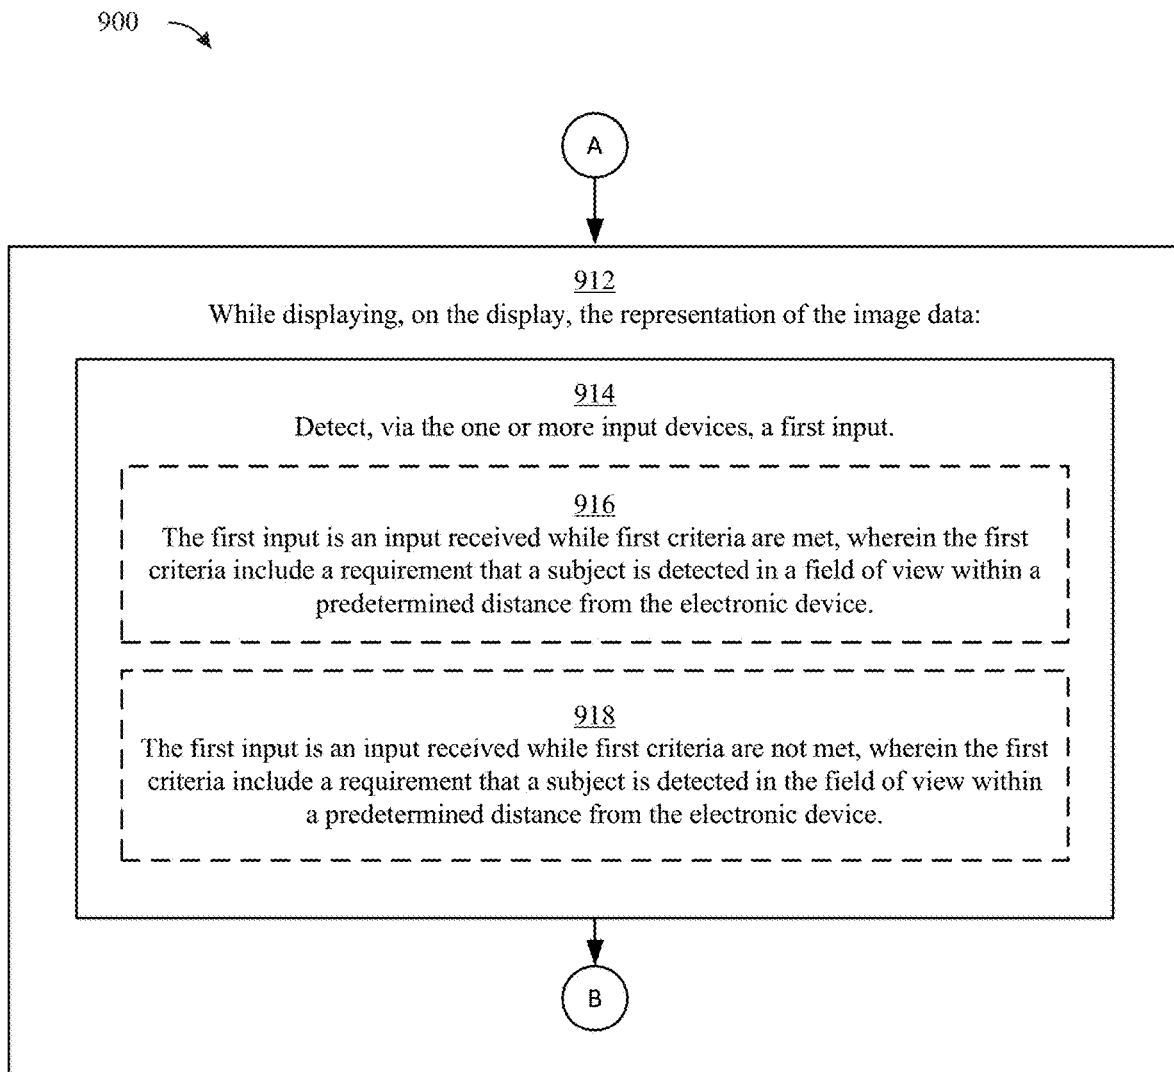 900
A
912
While displaying, on the display, the representation of the image data:
914
Detect, via the one or more input devices, a first input.
916
The first input is an input received while first criteria are met, wherein the first
criteria include a requirement that a subject is detected in a field of view within a
predetermined distance from the electronic device.
918
The first input is an input received while first criteria are not met, wherein the first
criteria include a requirement that a subject is detected in the field of view within
a predetermined distance from the electronic device.
B